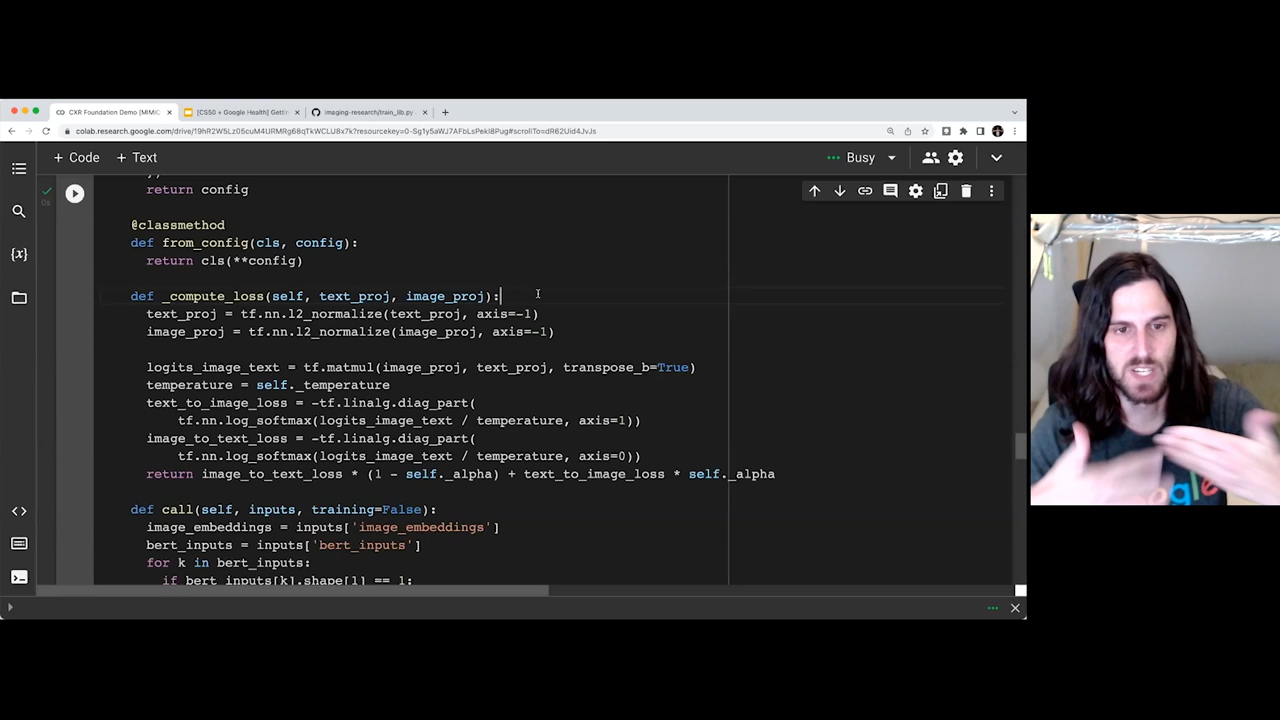 CXR Foundation Demo [MIMIC
[CS50 + Google Health] Getti
imaging-research/train_lib.py
+ Code
+ Text
Busy
return config
@classmethod
def from_config(cls, config):
return cls(**config)
def _compute_loss(self, text_proj, image_proj):
text_proj = tf.nn.l2_normalize(text_proj, axis=-1)
image_proj = tf.nn.l2_normalize(image_proj, axis=-1)
logits_image_text = tf.matmul(image_proj, text_proj, transpose_b=True)
temperature = self._temperature
text_to_image_loss = -tf.linalg.diag_part(
tf.nn.log_softmax(logits_image_text / temperature, axis=1))
image_to_text_loss = -tf.linalg.diag_part(
tf.nn.log_softmax(logits_image_text / temperature, axis=0))
return image_to_text_loss * (1 - self._alpha) + text_to_image_loss * self._alpha
def call(self, inputs, training=False):
image_embeddings = inputs['image_embeddings']
bert_inputs = inputs['bert_inputs']
for k in bert_inputs:
if bert_inputs[k].shape[1] == 1: